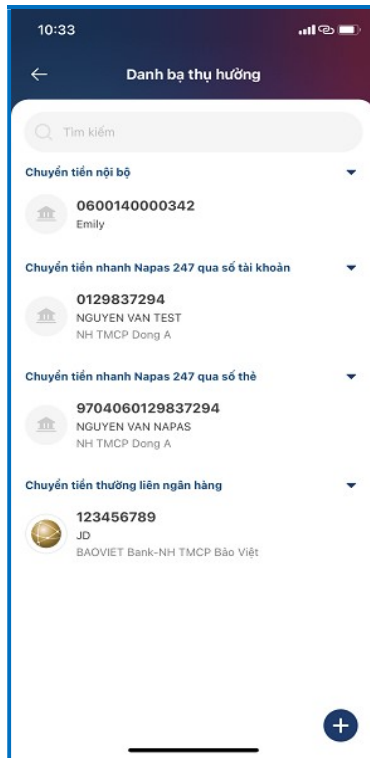 10:33
Danh bạ thụ hưởng
Tìm kiếm
Chuyển tiền nội bộ
0600140000342
Emily
Chuyển tiền nhanh Napas 247 qua số tài khoản
0129837294
NGUYEN VAN TEST
NH TMCP Dong A
Chuyển tiền nhanh Napas 247 qua số thẻ
9704060129837294
NGUYEN VAN NAPAS
NH TMCP Dong A
Chuyển tiền thường liên ngân hàng
123456789
JD
BAOVIET Bank-NH TMCP Bảo Việt